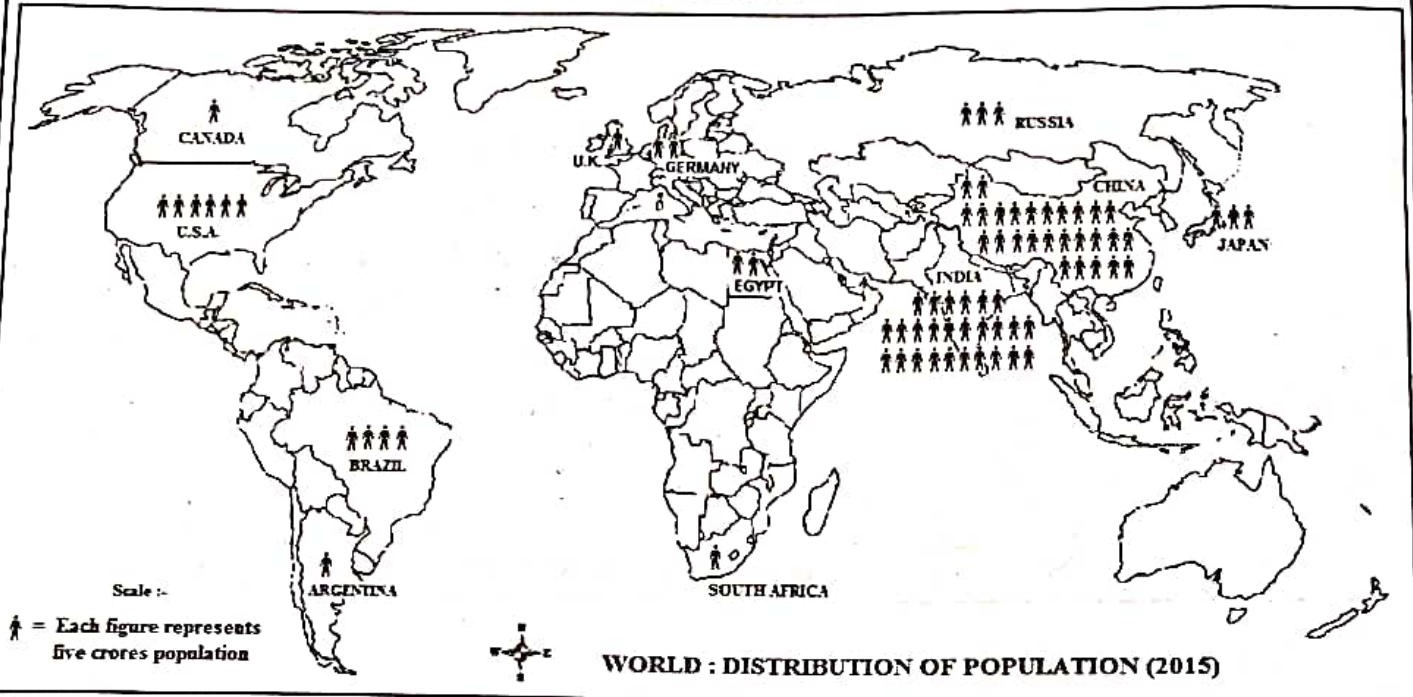 CANADA
U.S.A.
U.K.
GERMANY
RUSSIA
CHINA
JAPAN
EGYPT
INDIA
BRAZIL
ARGENTINA
SOUTH AFRICA
Scale :-
= Each figure represents
five crores population
N
W E
S
WORLD : DISTRIBUTION OF POPULATION (2015)